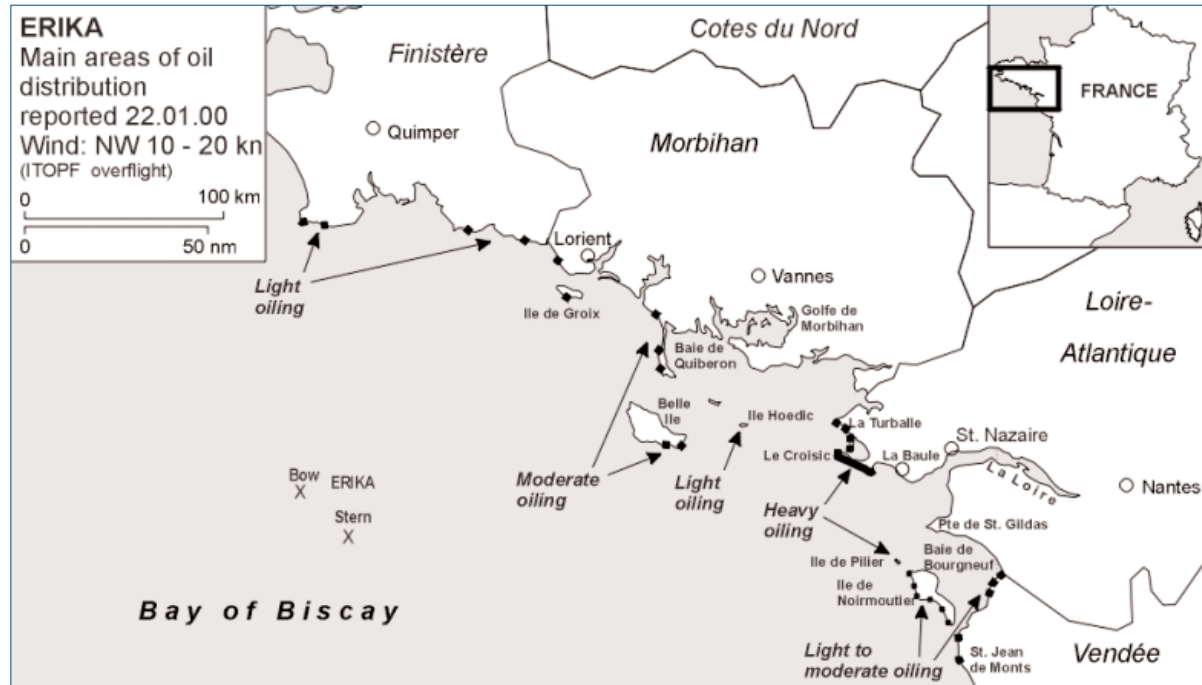 ERIKA
Main areas of oil
distribution
reported 22.01.00
Wind: NW 10 - 20 kn
(ITOPF overflight)
0
100 km
0
50 nm
Finistère
Cotes du Nord
FRANCE
Quimper
Morbihan
Lorient
Light
oiling
Vannes
Ile de Groix
Golfe de
Morbihan
Loire-
Atlantique
Baie de
Quiberon
Belle
Ile
Ile Hoedic
La Turballe
St. Nazaire
Le Croisic
La Baule
La Loire
Nantes
Bow
X
ERIKA
Stern
X
Moderate
oiling
Light
oiling
Heavy
oiling
Pte de St. Gildas
Ile de Pilier
Baie de
Bourgneuf
Ile de
Noirmoutier
Bay of Biscay
Light to
moderate oiling
St. Jean
de Monts
Vendée